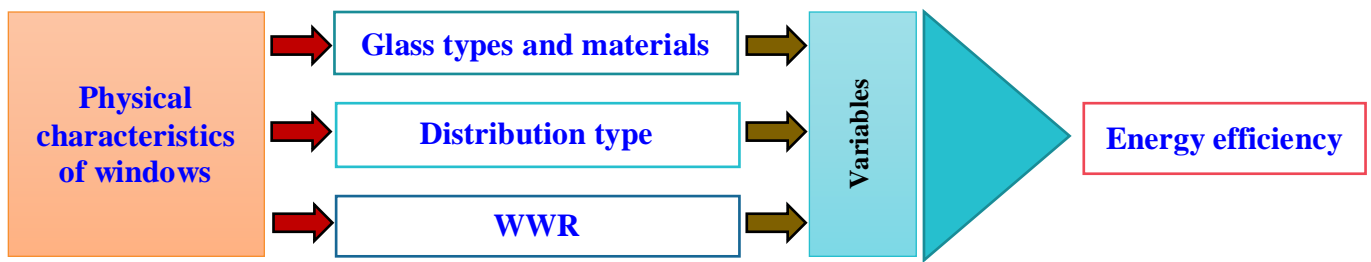 Physical
characteristics
of windows
Glass types and materials
Distribution type
WWR
Variables
Energy efficiency